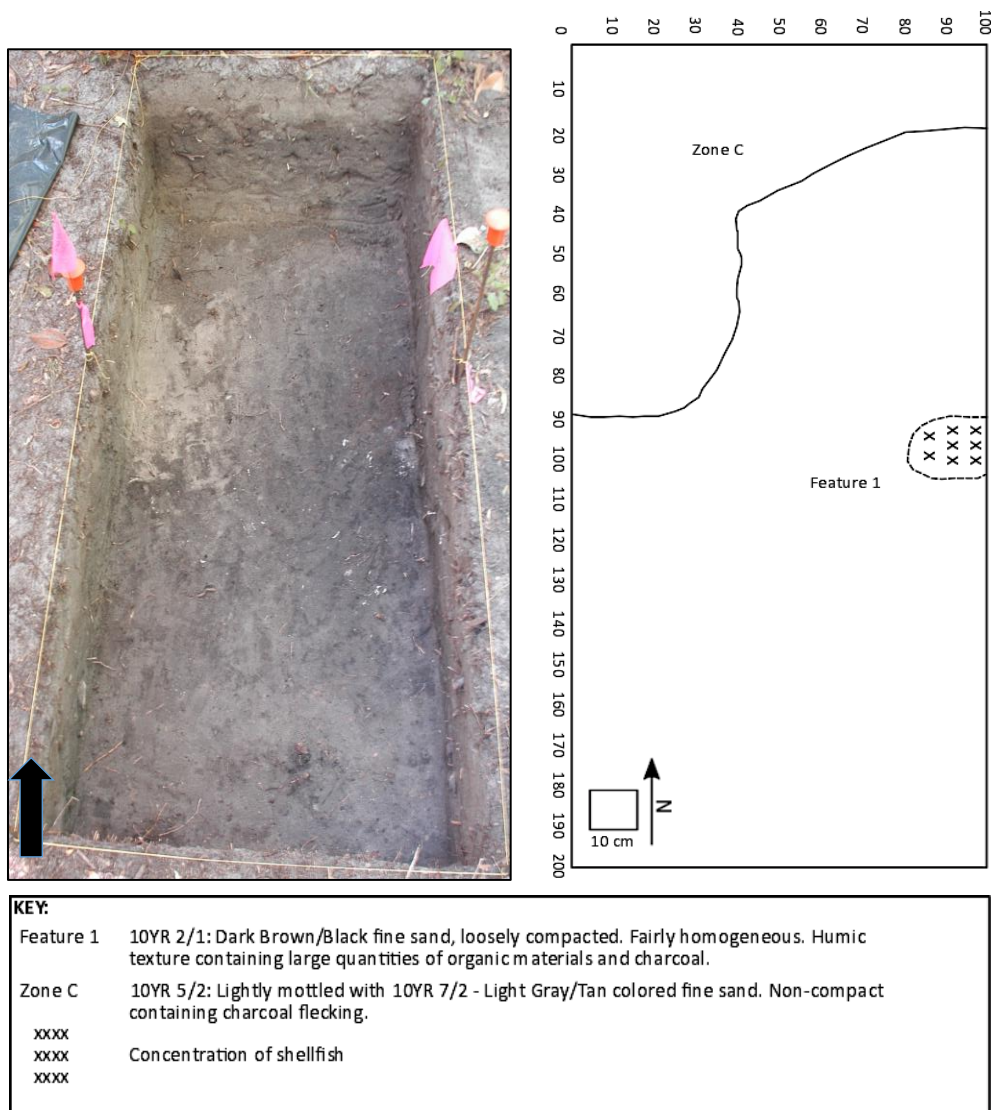 0 10 20 30 40 50 60 70 80 90 100
10
20
30
40
50
60
70
80
90
100
110
120
130
140
150
160
170
180
190
200
Zone C
X X X
X X X
X X X
Feature 1
N
10 cm
KEY:
Feature 1 10YR 2/1: Dark Brown/Black fine sand, loosely compacted. Fairly homogeneous. Humic
texture containing large quantities of organic materials and charcoal.
Zone C 10YR 5/2: Lightly mottled with 10YR 7/2 - Light Gray/Tan colored fine sand. Non-compact
containing charcoal flecking.
XXXX
XXXX Concentration of shellfish
XXXX